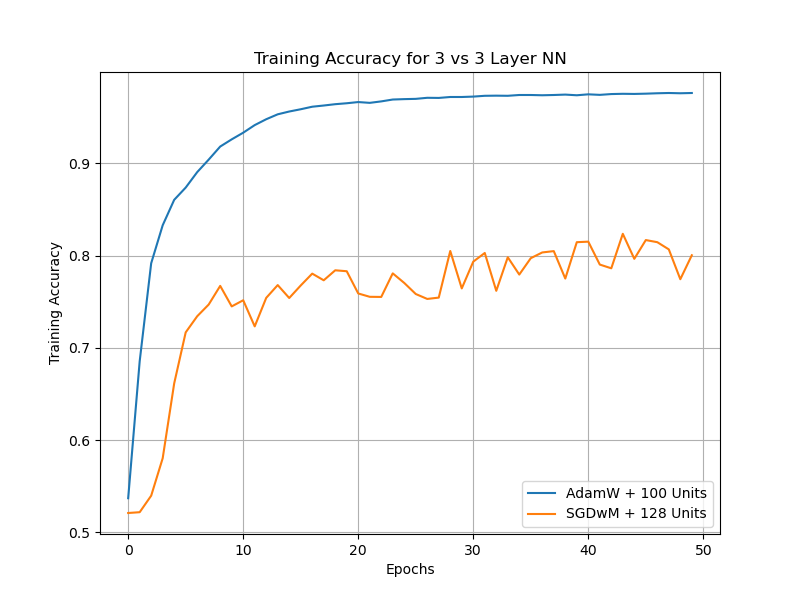 Training Accuracy for 3 vs 3 Layer NN
Training Accuracy
0.9
0.8
0.7
0.6
0.5
0
10
20
30
40
50
Epochs
AdamW + 100 Units
SGDwM + 128 Units